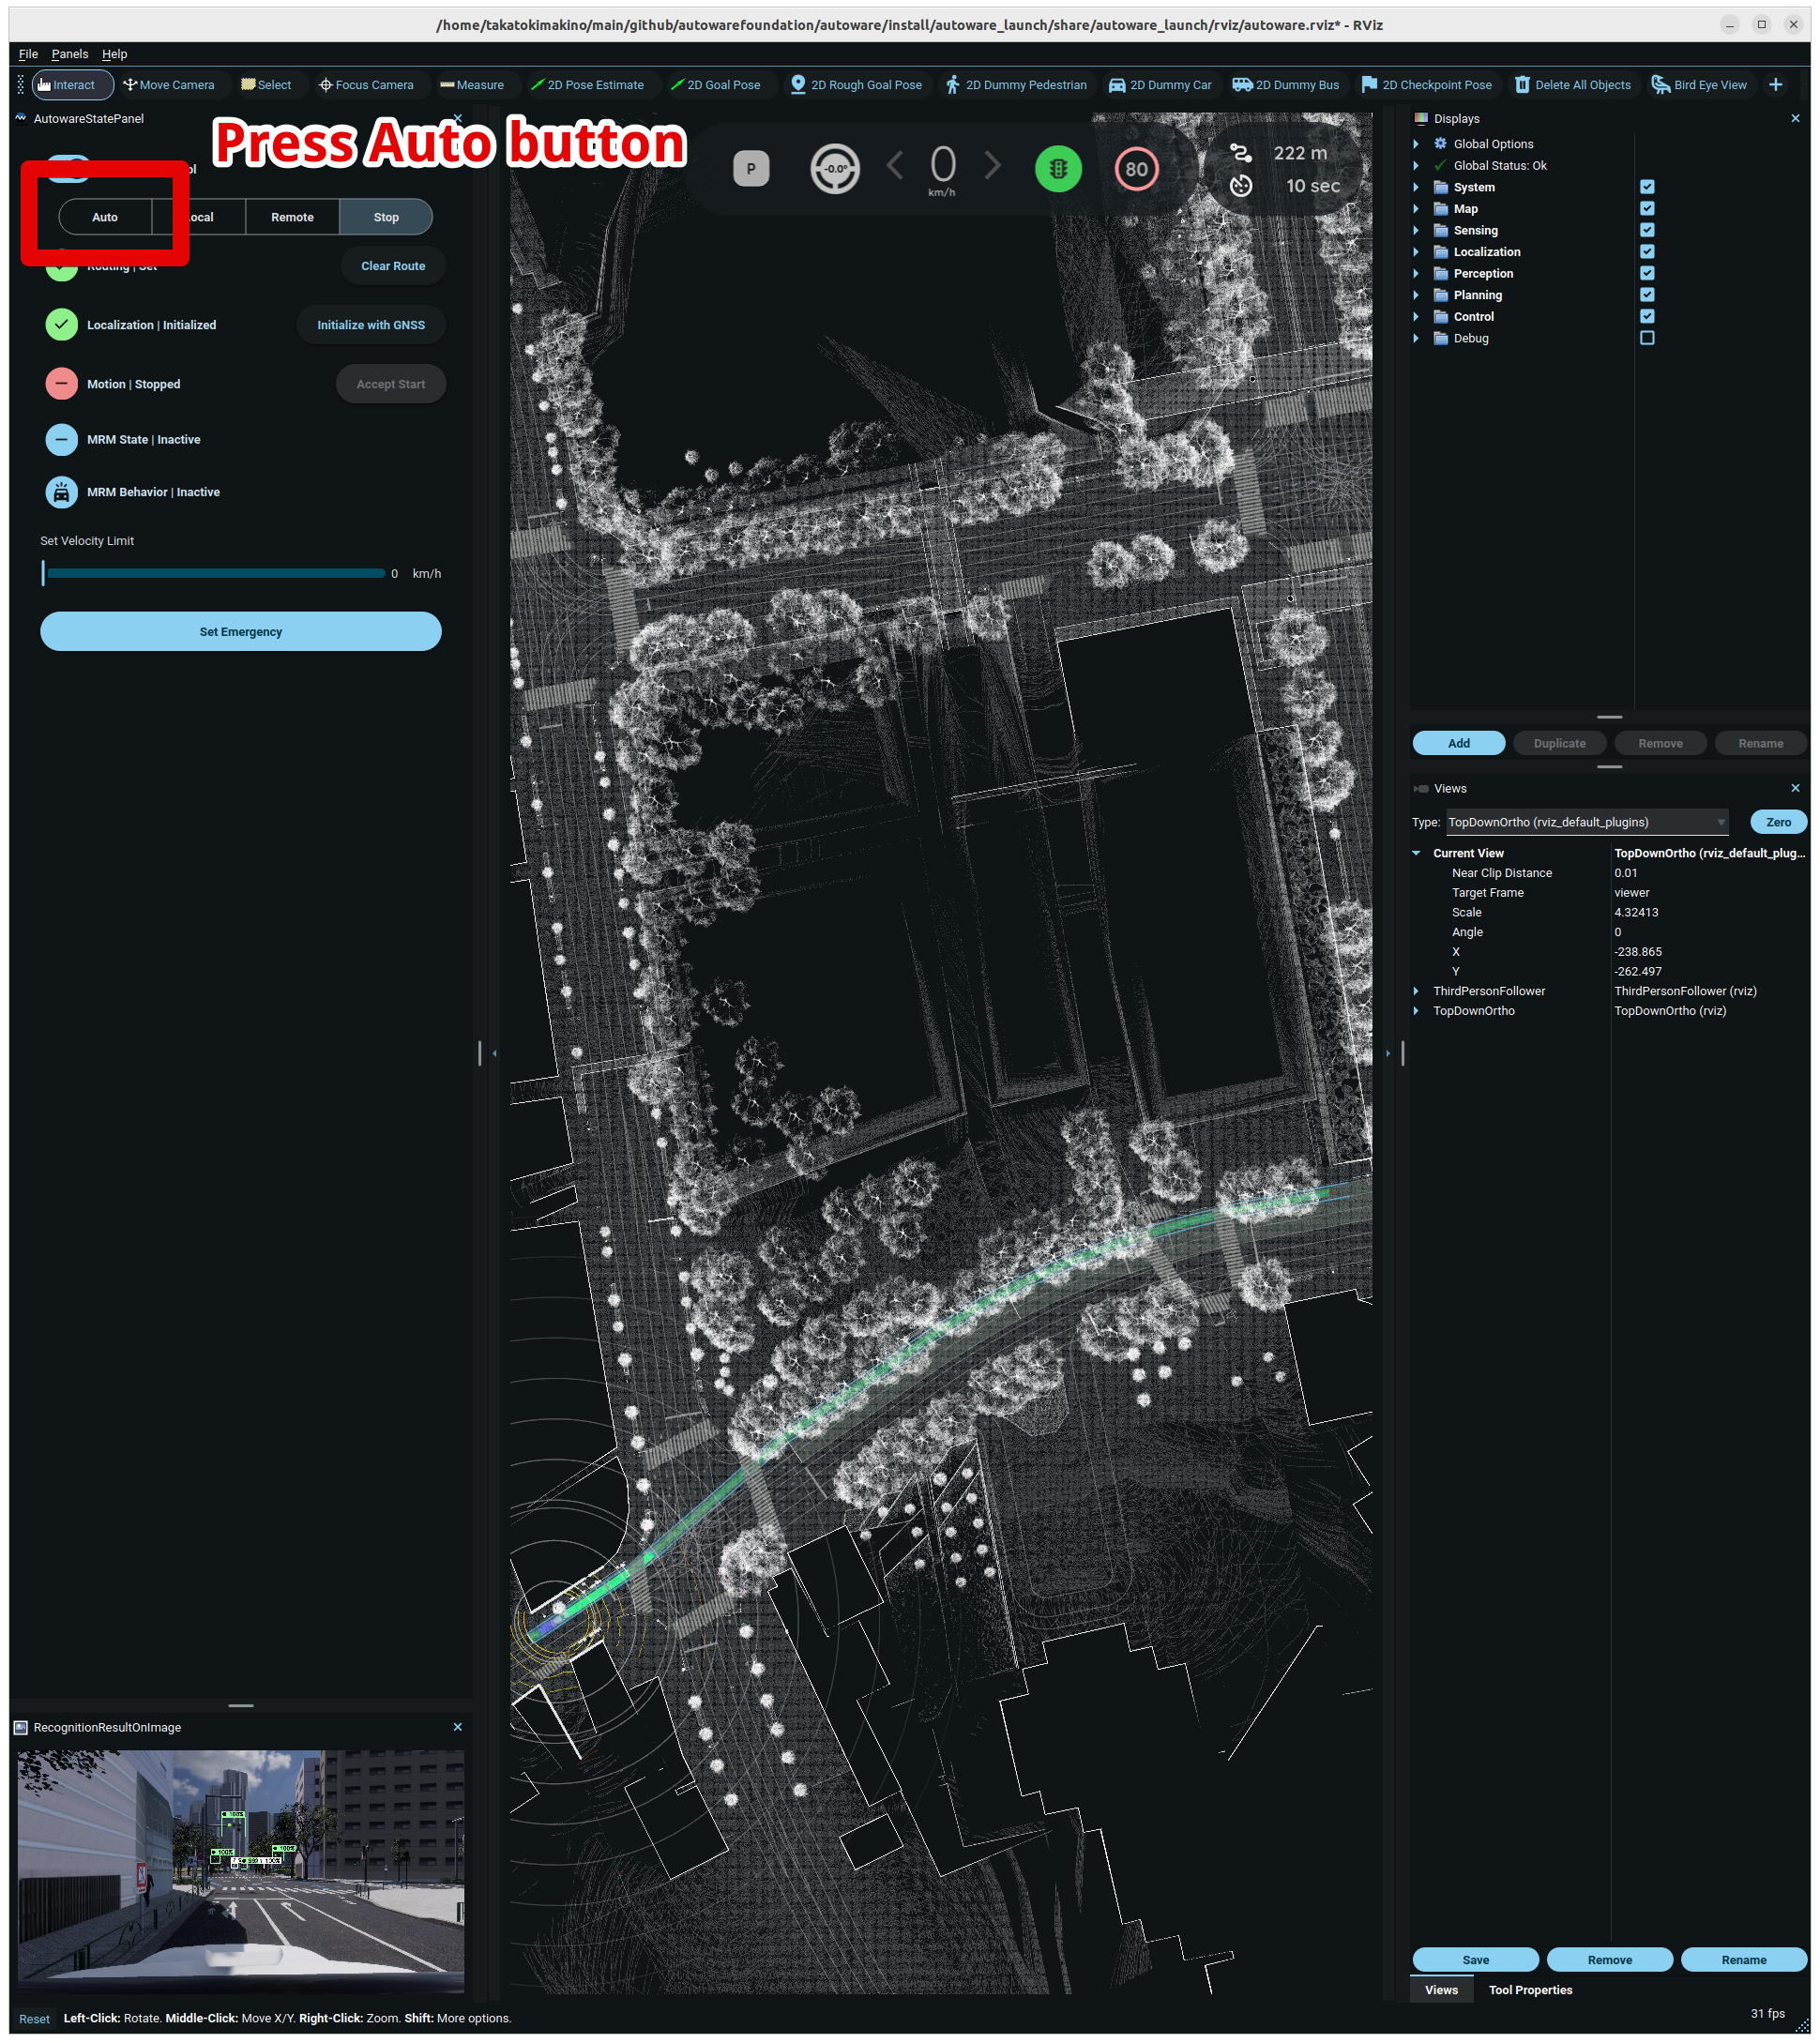 /home/takatokimakino/main/github/autowarefoundation/autoware/install/autoware_launch/share/autoware_launch/rviz/autoware.rviz* - RViz
File Panels Help
Interact Move Camera Select Focus Camera Measure 2D Pose Estimate 2D Goal Pose 2D Rough Goal Pose 2D Dummy Pedestrian 2D Dummy Car 2D Dummy Bus 2D Checkpoint Pose Delete All Objects Bird Eye View
AutowareStatePanel
Press Auto button
Auto
Remote
Stop
Routing | Set
Clear Route
Localization | Initialized
Initialize with GNSS
Motion | Stopped
Accept Start
MRM State | Inactive
MRM Behavior | Inactive
Set Velocity Limit
0 km/h
Set Emergency
P
-0.0°
0
km/h
80
222 m
10 sec
Displays
Global Options
Global Status: Ok
System
Map
Sensing
Localization
Perception
Planning
Control
Debug
Add Duplicate Remove Rename
Views
Type: TopDownOrtho (rviz_default_plugins) Zero
Current View TopDownOrtho (rviz_default_plug...
Near Clip Distance 0.01
Target Frame viewer
Scale 4.32413
Angle 0
X -238.865
Y -262.497
ThirdPersonFollower ThirdPersonFollower (rviz)
TopDownOrtho TopDownOrtho (rviz)
Save Remove Rename
Views Tool Properties
RecognitionResultOnImage
Reset Left-Click: Rotate. Middle-Click: Move X/Y. Right-Click: Zoom. Shift: More options.
31 fps